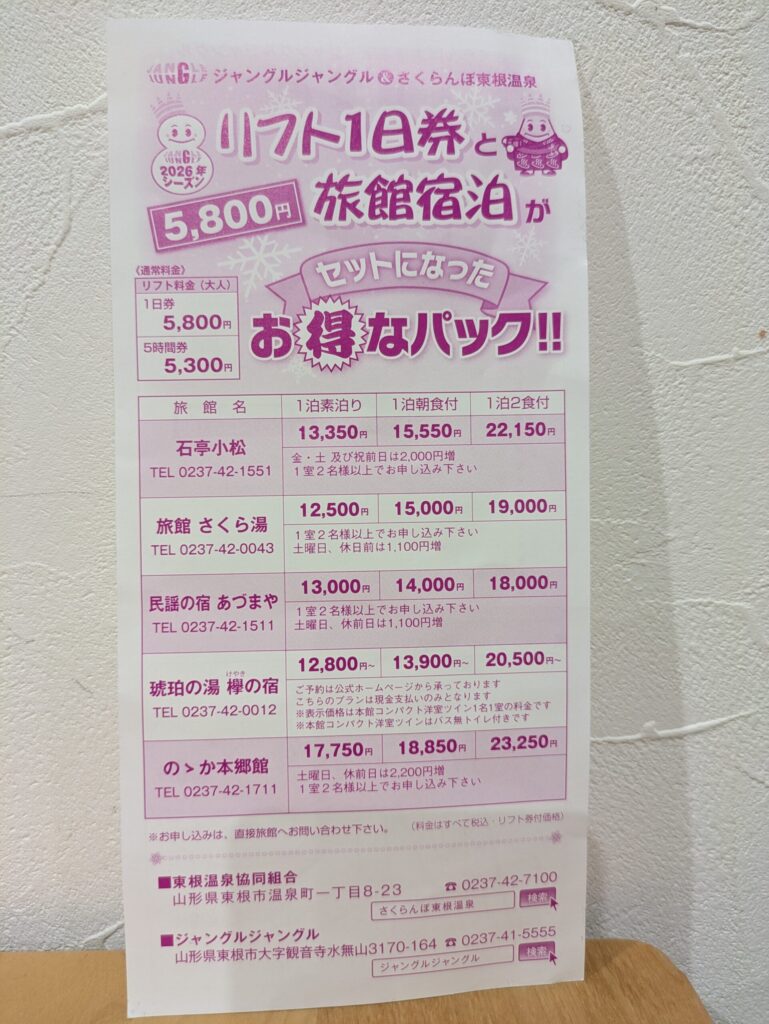 JUNGLE JUNGLE ジャングルジャングル&さくらんぼ東根温泉
リフト1日券と
JUNGLE JUNGLE
2026年
シーズン
5,800円
旅館宿泊が
セットになった
お得なパック!!
《通常料金》
リフト料金（大人）
1日券
5,800円
5時間券
5,300円
旅館名 1泊素泊り 1泊朝食付 1泊2食付
石亭小松
TEL 0237-42-1551
13,350円 15,550円 22,150円
金・土 及び祝前日は2,000円増
1室2名様以上でお申し込み下さい
旅館 さくら湯
TEL 0237-42-0043
12,500円 15,000円 19,000円
1室2名様以上でお申し込み下さい
土曜日、休日前は1,100円増
民謡の宿 あづまや
TEL 0237-42-1511
13,000円 14,000円 18,000円
1室2名様以上でお申し込み下さい
土曜日、休前日は1,100円増
けやき
琥珀の湯 欅の宿
TEL 0237-42-0012
12,800円~ 13,900円~ 20,500円~
ご予約は公式ホームページから承っております
こちらのプランは現金支払いのみとなります
※表示価格は本館コンパクト洋室ツイン1名1室の料金です
※本館コンパクト洋室ツインはバス無トイレ付きです
のゝか本郷館
TEL 0237-42-1711
17,750円 18,850円 23,250円
土曜日、休前日は2,200円増
1室2名様以上でお申し込み下さい
※お申し込みは、直接旅館へお問い合わせ下さい。 （料金はすべて税込・リフト券付価格）
■東根温泉協同組合
山形県東根市温泉町一丁目8-23 ☎ 0237-42-7100
さくらんぼ東根温泉 検索
■ジャングルジャングル
山形県東根市大字観音寺水無山3170-164 ☎ 0237-41-5555
ジャングルジャングル 検索